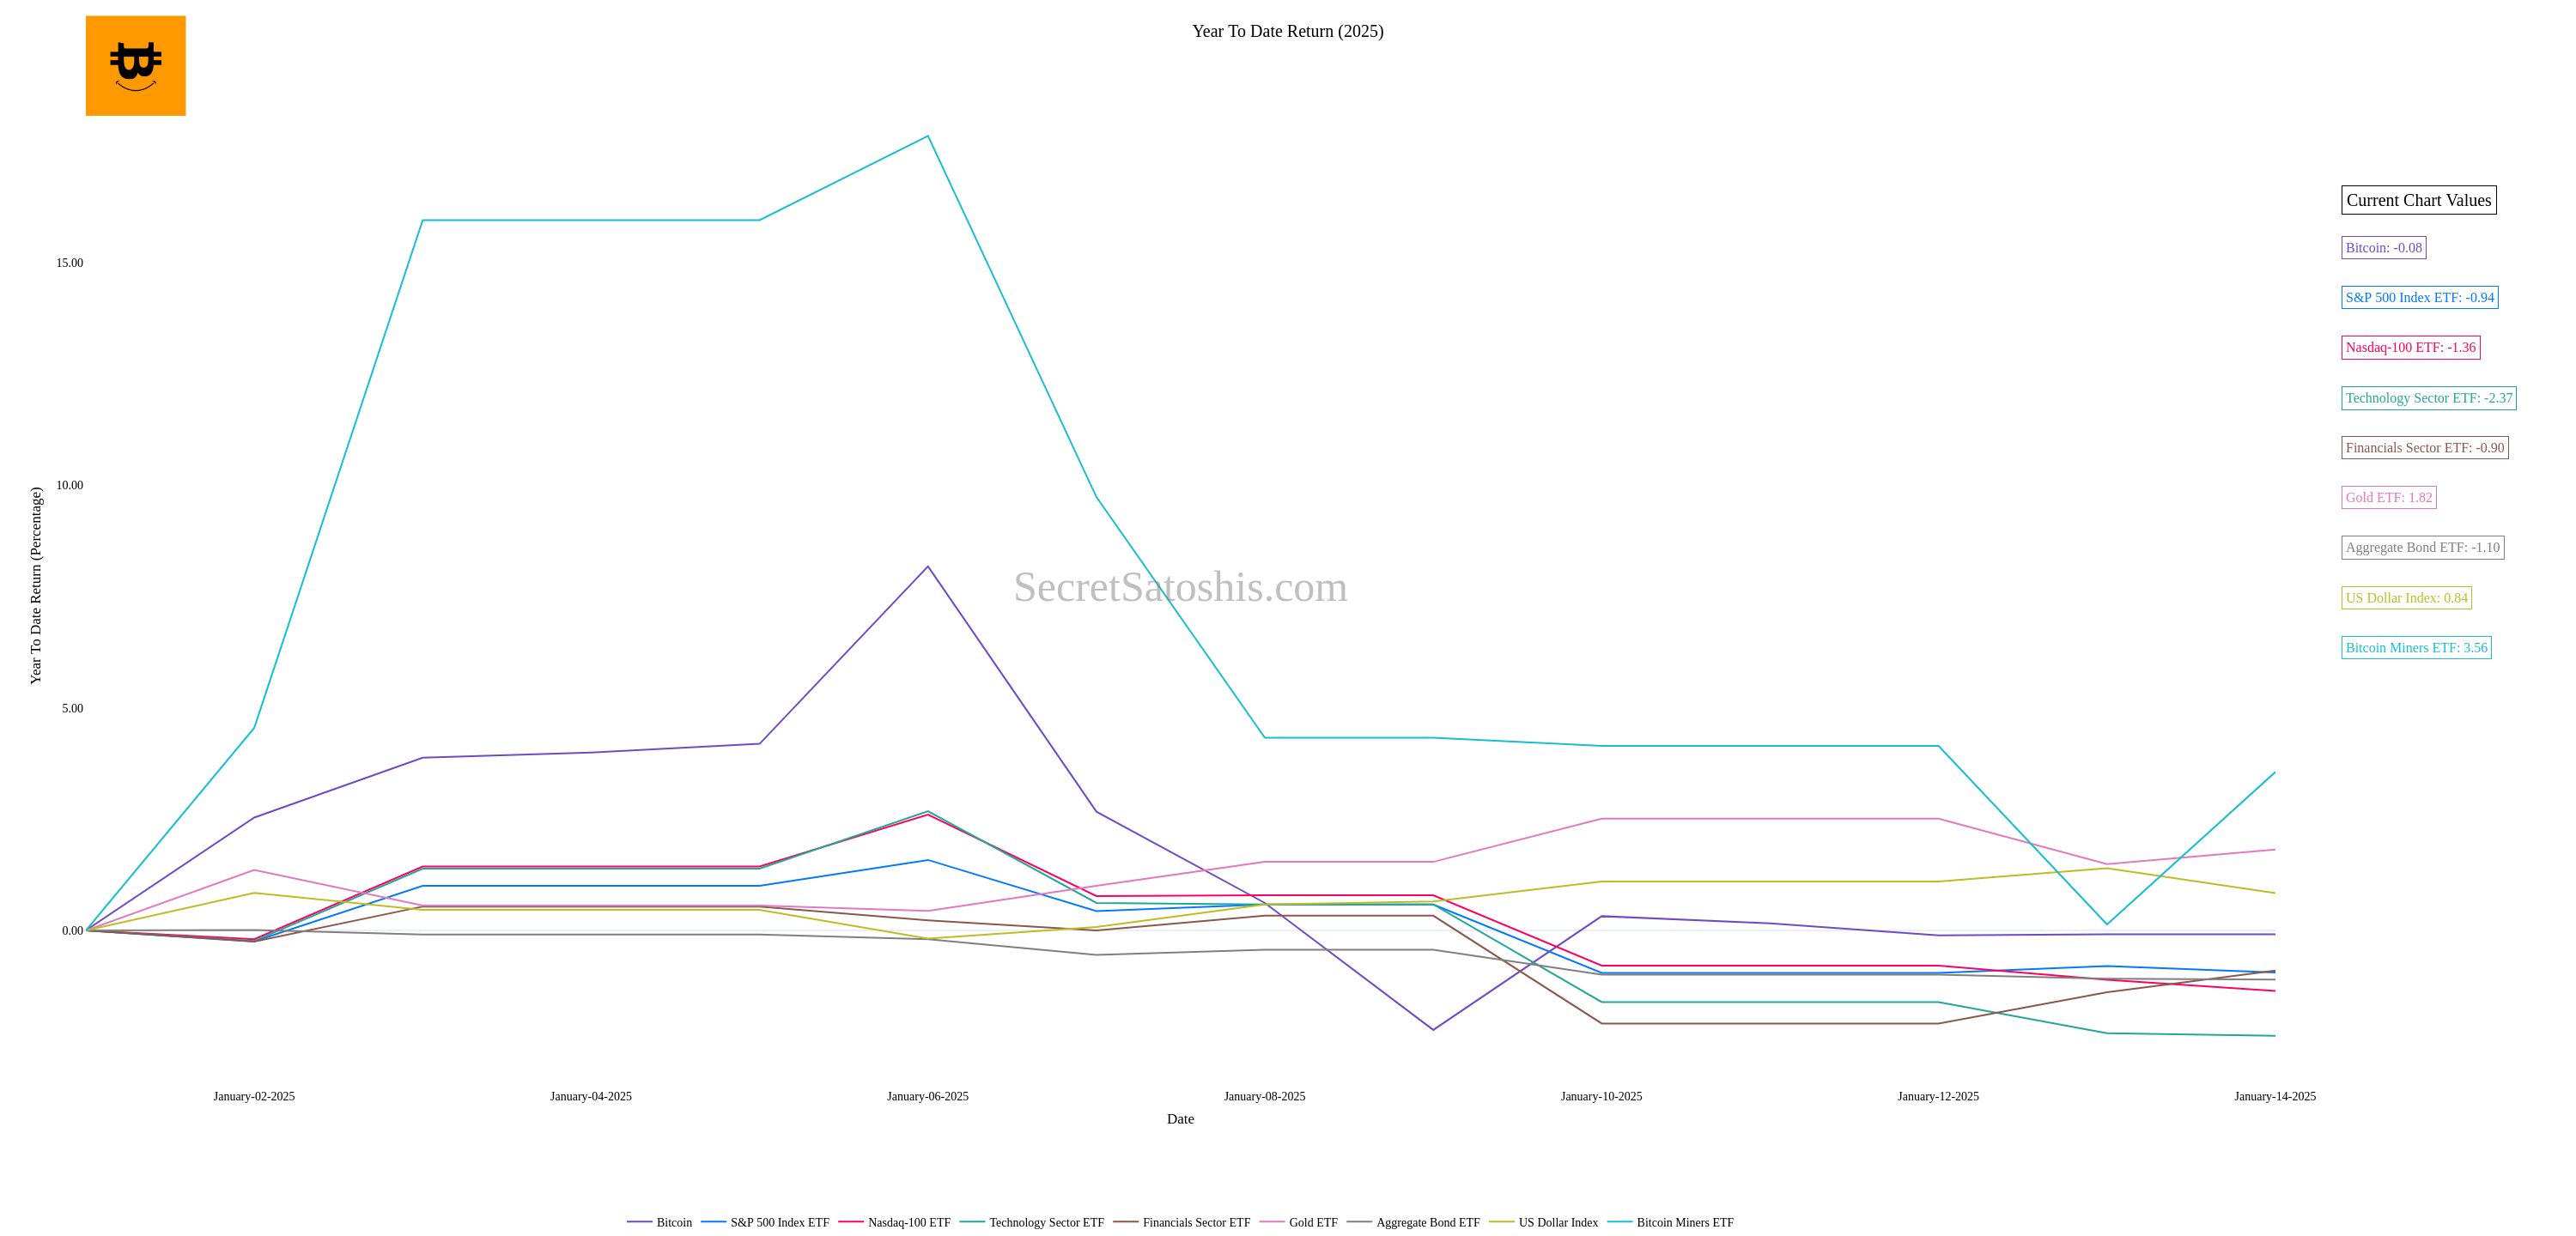 Year To Date Return (2025)
Current Chart Values
Bitcoin: -0.08
S&P 500 Index ETF: -0.94
Nasdaq-100 ETF: -1.36
Technology Sector ETF: -2.37
Financials Sector ETF: -0.90
Gold ETF: 1.82
Aggregate Bond ETF: -1.10
US Dollar Index: 0.84
Bitcoin Miners ETF: 3.56
Year To Date Return (Percentage)
15.00
10.00
5.00
0.00
SecretSatoshis.com
January-02-2025 January-04-2025 January-06-2025 January-08-2025 January-10-2025 January-12-2025 January-14-2025
Date
Bitcoin S&P 500 Index ETF Nasdaq-100 ETF Technology Sector ETF Financials Sector ETF Gold ETF Aggregate Bond ETF US Dollar Index Bitcoin Miners ETF